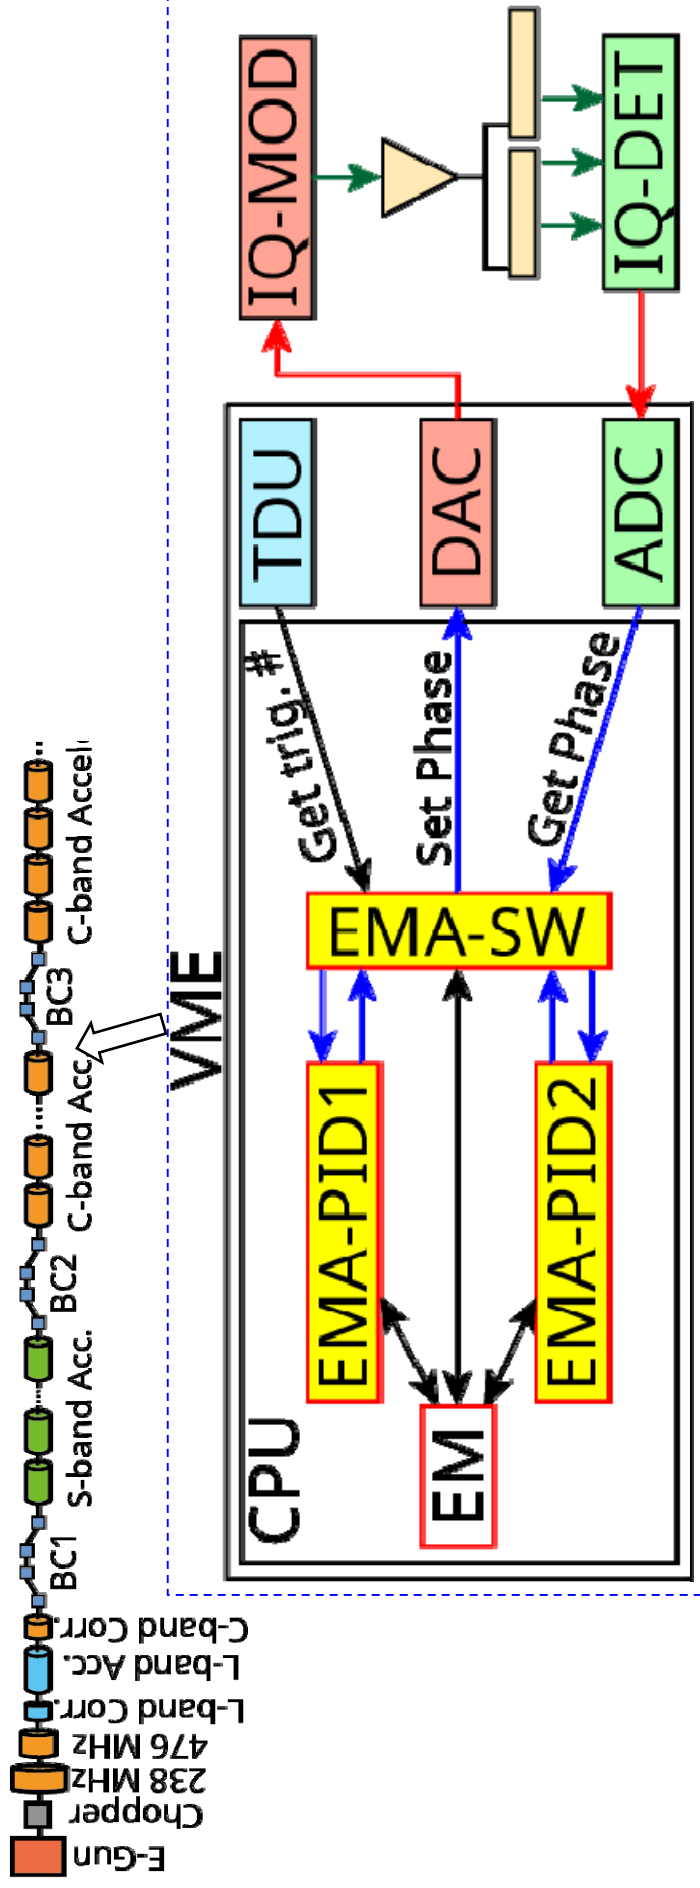 E-Gun
Chopper
238 MHz
476 MHz
L-band Corr.
L-band Acc.
C-band Corr.
BC1
S-band Acc.
BC2
C-band Acc.
BC3
C-band Accel
VME
CPU
EM
EMA-PID1
EMA-PID2
EMA-SW
Get trig. #
Set Phase
Get Phase
TDU
DAC
ADC
IQ-MOD
IQ-DET